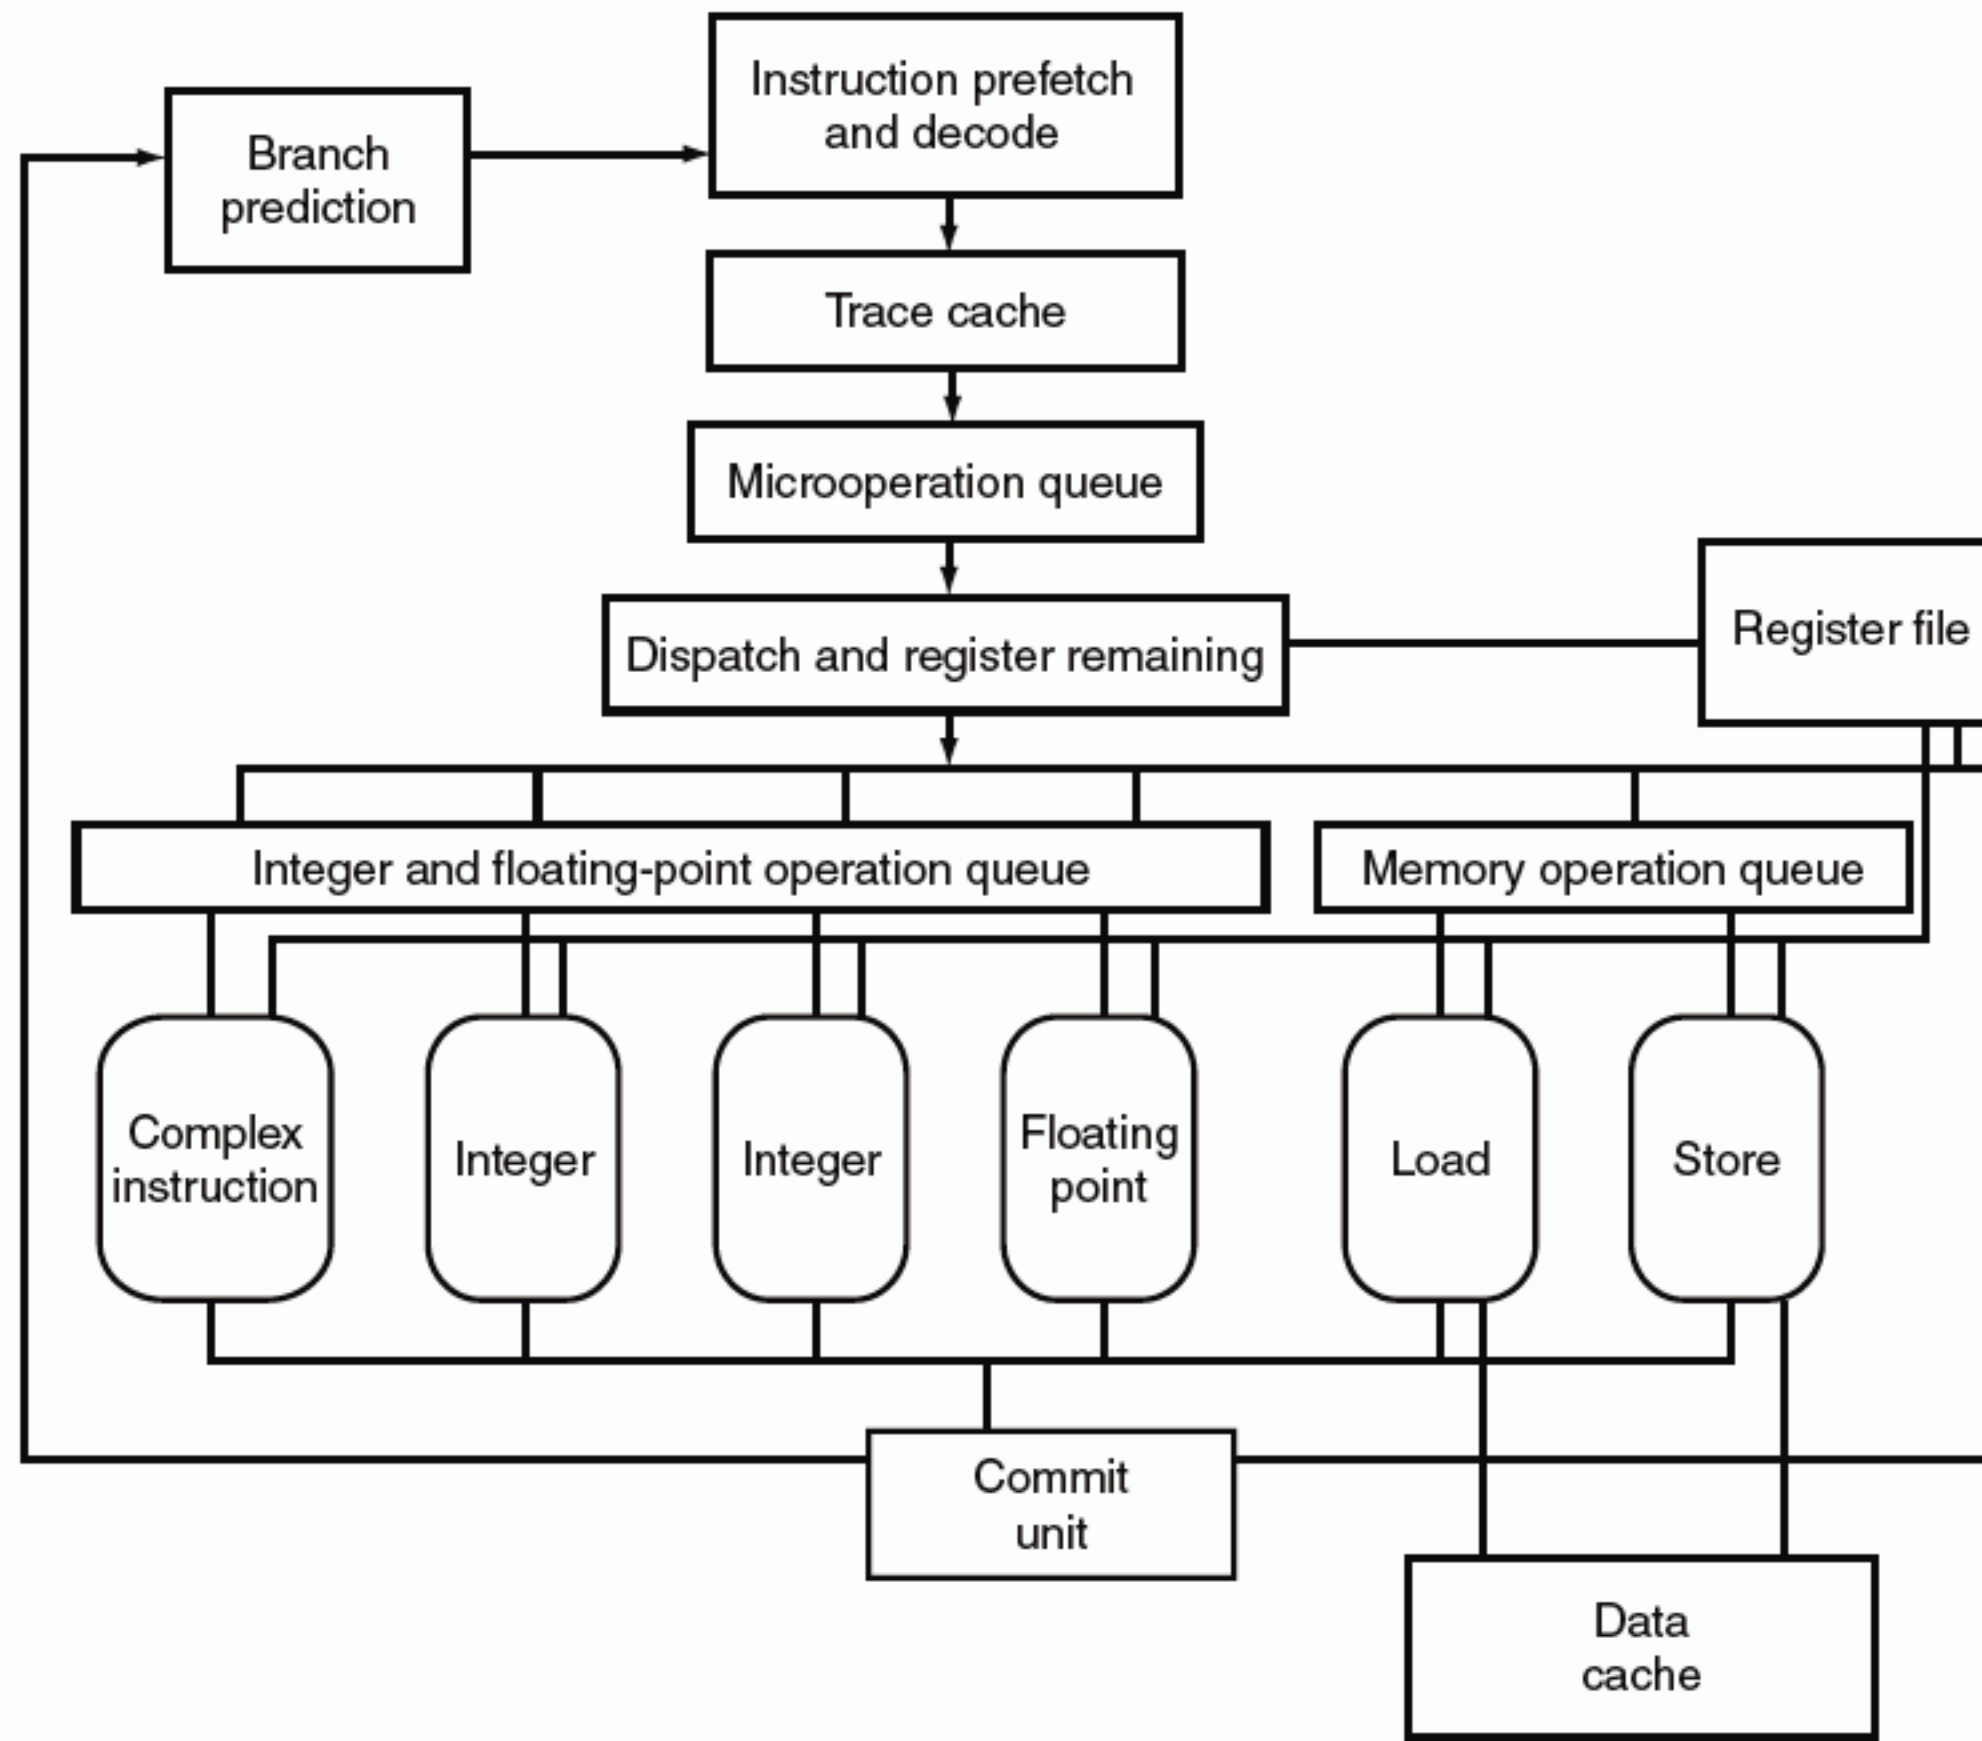 Instruction prefetch
and decode
Branch
prediction
Trace cache
Microoperation queue
Register file
Dispatch and register remaining
Integer and floating-point operation queue
Memory operation queue
Complex
instruction
Integer
Integer
Floating
point
Load
Store
Commit
unit
Data
cache